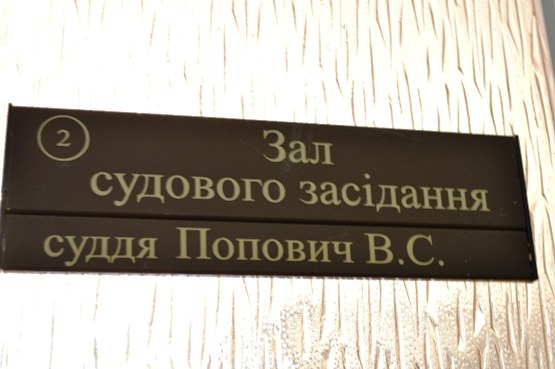 2
Зал
судового засідання
суддя Попович В.С.